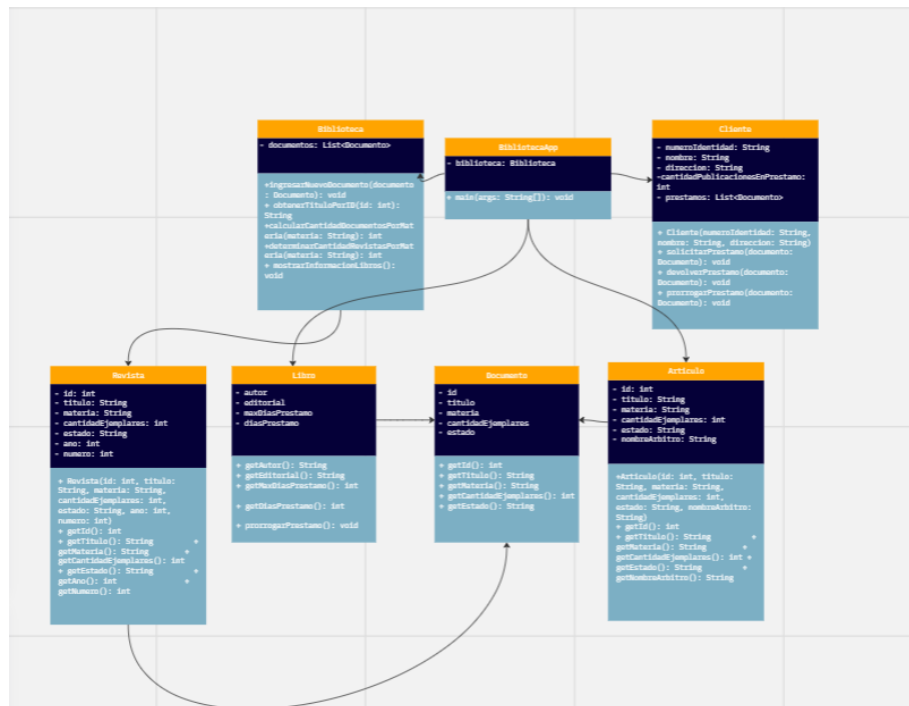 Biblioteca
- documentos: List<Documento>
+ingresarNuevoDocumento(documento
: Documento): void
+ obtenerTituloPorID(id: int):
String
+calcularCantidadDocumentosPorMat
eria(materia: String): int
+determinarCantidadRevistasPorMat
eria(materia: String): int
+ mostrarInformacionLibros():
void
BibliotecaApp
- biblioteca: Biblioteca
+ main(args: String[]): void
Cliente
- numeroIdentidad: String
- nombre: String
- direccion: String
-cantidadPublicacionesEnPrestamo:
int
- prestamos: List<Documento>
+ Cliente(numeroIdentidad: String,
nombre: String, direccion: String)
+ solicitarPrestamo(documento:
Documento): void
+ devolverPrestamo(documento:
Documento): void
+ prorrogarPrestamo(documento:
Documento): void
Revista
- id: int
- titulo: String
- materia: String
- cantidadEjemplares: int
- estado: String
- ano: int
- numero: int
+ Revista(id: int, titulo:
String, materia: String,
cantidadEjemplares: int,
estado: String, ano: int,
numero: int)
+ getId(): int
+ getTitulo(): String +
getMateria(): String +
getCantidadEjemplares(): int
+ getEstado(): String +
getAno(): int +
getNumero(): int
Libro
- autor
- editorial
- maxDiasPrestamo
- diasPrestamo
+ getAutor(): String
+ getEditorial(): String
+ getMaxDiasPrestamo(): int
+ getDiasPrestamo(): int
+ prorrogarPrestamo(): void
Documento
- id
- titulo
- materia
- cantidadEjemplares
- estado
+ getId(): int
+ getTitulo(): String
+ getMateria(): String
+ getCantidadEjemplares(): int
+ getEstado(): String
Articulo
- id: int
- titulo: String
- materia: String
- cantidadEjemplares: int
- estado: String
- nombreArbitro: String
+Articulo(id: int, titulo:
String, materia: String,
cantidadEjemplares: int,
estado: String, nombreArbitro:
String)
+ getId(): int
+ getTitulo(): String +
getMateria(): String +
getCantidadEjemplares(): int +
getEstado(): String +
getNombreArbitro(): String